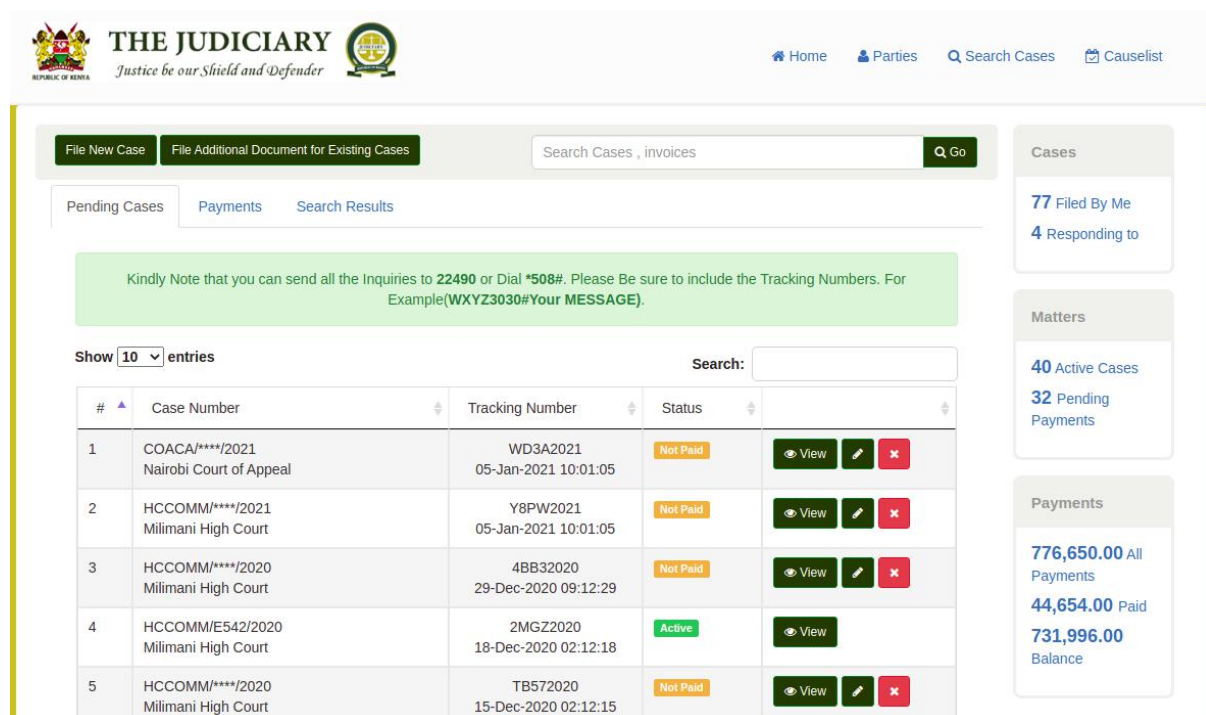 THE JUDICIARY
Justice be our Shield and Defender
REPUBLIC OF KENYA
Home Parties Search Cases Causelist
File New Case File Additional Document for Existing Cases
Search Cases , invoices Go
Pending Cases Payments Search Results
Kindly Note that you can send all the Inquiries to 22490 or Dial *508#. Please Be sure to include the Tracking Numbers. For
Example(WXYZ3030#Your MESSAGE).
Show 10 entries
Search:
# Case Number Tracking Number Status
1 COACA/****/2021 WD3A2021 Not Paid View
Nairobi Court of Appeal 05-Jan-2021 10:01:05
2 HCCOMM/****/2021 Y8PW2021 Not Paid View
Milimani High Court 05-Jan-2021 10:01:05
3 HCCOMM/****/2020 4BB32020 Not Paid View
Milimani High Court 29-Dec-2020 09:12:29
4 HCCOMM/E542/2020 2MGZ2020 Active View
Milimani High Court 18-Dec-2020 02:12:18
5 HCCOMM/****/2020 TB572020 Not Paid View
Milimani High Court 15-Dec-2020 02:12:15
Cases
77 Filed By Me
4 Responding to
Matters
40 Active Cases
32 Pending
Payments
Payments
776,650.00 All
Payments
44,654.00 Paid
731,996.00
Balance